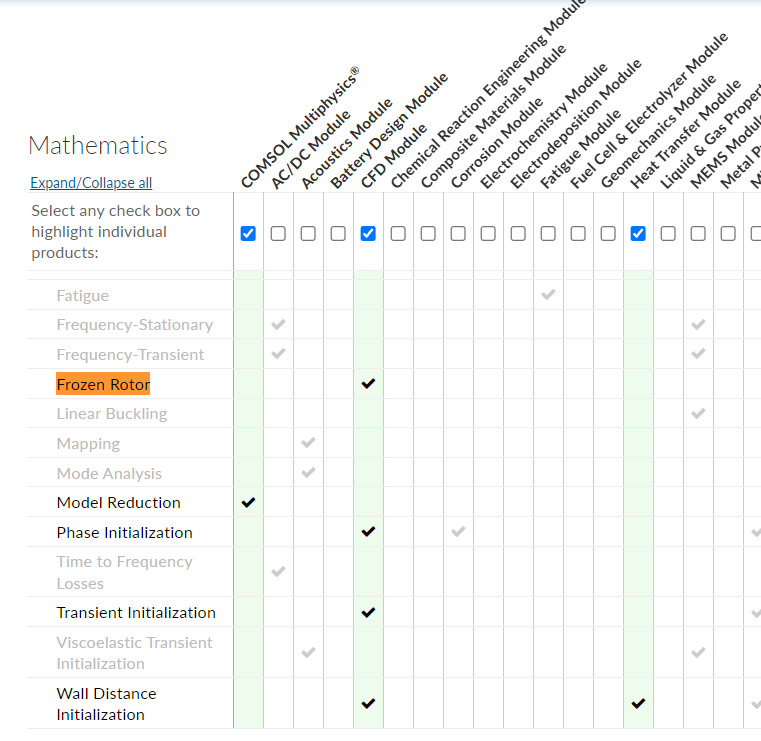 Mathematics
Expand/Collapse all
COMSOL Multiphysics®
AC/DC Module
Acoustics Module
Battery Design Module
CFD Module
Chemical Reaction Engineering Module
Composite Materials Module
Corrosion Module
Electrochemistry Module
Electrodeposition Module
Fatigue Module
Fuel Cell & Electrolyzer Module
Geomechanics Module
Heat Transfer Module
Liquid & Gas
MEMS Module
Metal
Select any check box to
highlight individual
products:
Fatigue
Frequency-Stationary
Frequency-Transient
Frozen Rotor
Linear Buckling
Mapping
Mode Analysis
Model Reduction
Phase Initialization
Time to Frequency
Losses
Transient Initialization
Viscoelastic Transient
Initialization
Wall Distance
Initialization